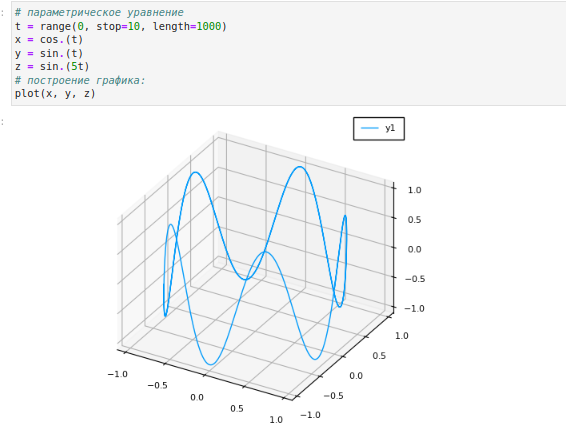 :
# параметрическое уравнение
t = range(0, stop=10, length=1000)
x = cos.(t)
y = sin.(t)
z = sin.(5t)
# построение графика:
plot(x, y, z)
:
y1
1.0
0.5
0.0
−0.5
−1.0
1.0
0.5
0.0
−0.5
−1.0
−1.0
−0.5
0.0
0.5
1.0